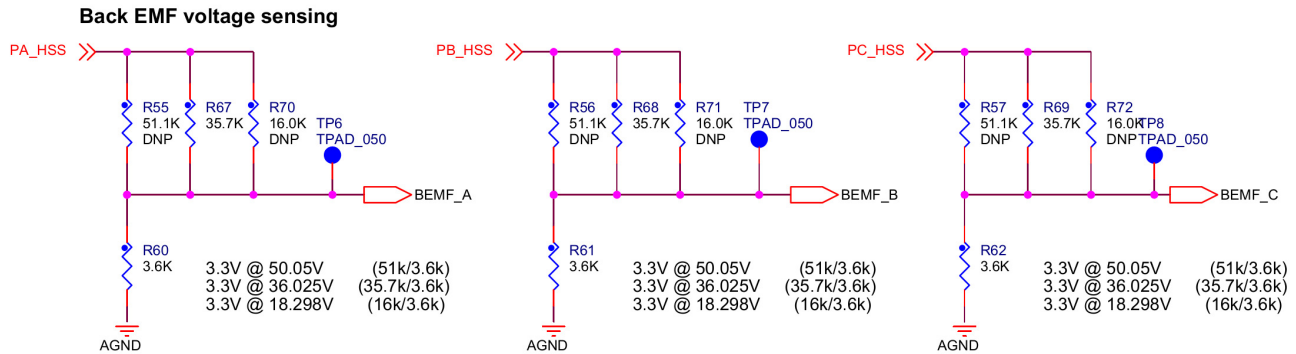 Back EMF voltage sensing
PA_HSS
R55
51.1K
DNP
R67
35.7K
R70
16.0K
DNP
TP6
TPAD_050
BEMF_A
R60
3.6K
3.3V @ 50.05V (51k/3.6k)
3.3V @ 36.025V (35.7k/3.6k)
3.3V @ 18.298V (16k/3.6k)
AGND
PB_HSS
R56
51.1K
DNP
R68
35.7K
R71
16.0K
DNP
TP7
TPAD_050
BEMF_B
R61
3.6K
3.3V @ 50.05V (51k/3.6k)
3.3V @ 36.025V (35.7k/3.6k)
3.3V @ 18.298V (16k/3.6k)
AGND
PC_HSS
R57
51.1K
DNP
R69
35.7K
R72
16.0K
DNP
TP8
TPAD_050
BEMF_C
R62
3.6K
3.3V @ 50.05V (51k/3.6k)
3.3V @ 36.025V (35.7k/3.6k)
3.3V @ 18.298V (16k/3.6k)
AGND